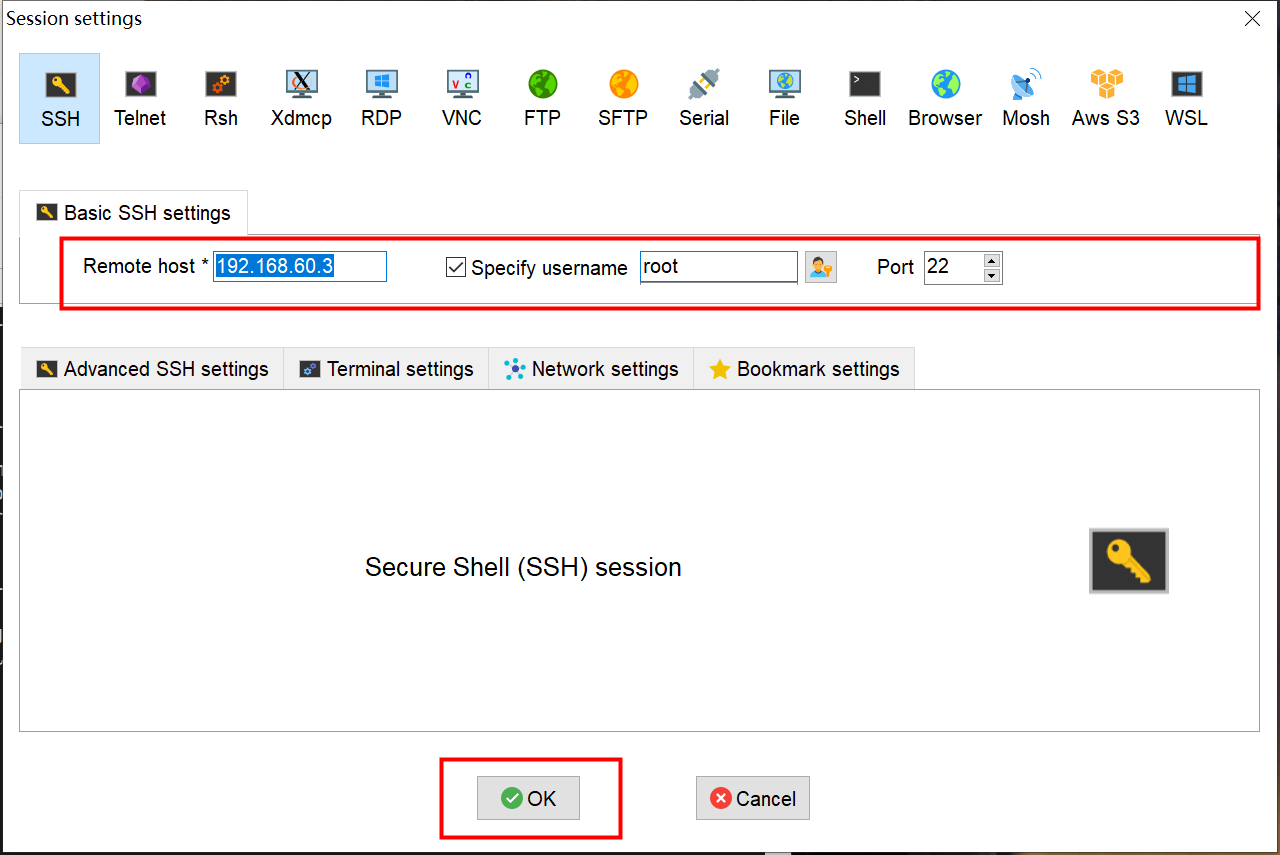 Session settings
SSH Telnet Rsh Xdmcp RDP VNC FTP SFTP Serial File Shell Browser Mosh Aws S3 WSL
Basic SSH settings
Remote host * 192.168.60.3 Specify username root Port 22
Advanced SSH settings Terminal settings Network settings Bookmark settings
Secure Shell (SSH) session
OK Cancel